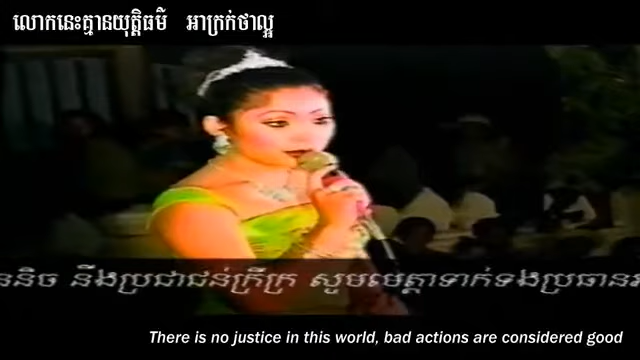 លោកនេះគ្មានយុត្តិធម៌ អាក្រក់ថាល្អ
និច និងប្រជាជន់ក្រីក្រ សូមមេត្តាទាក់ទងប្រធាន
There is no justice in this world, bad actions are considered good